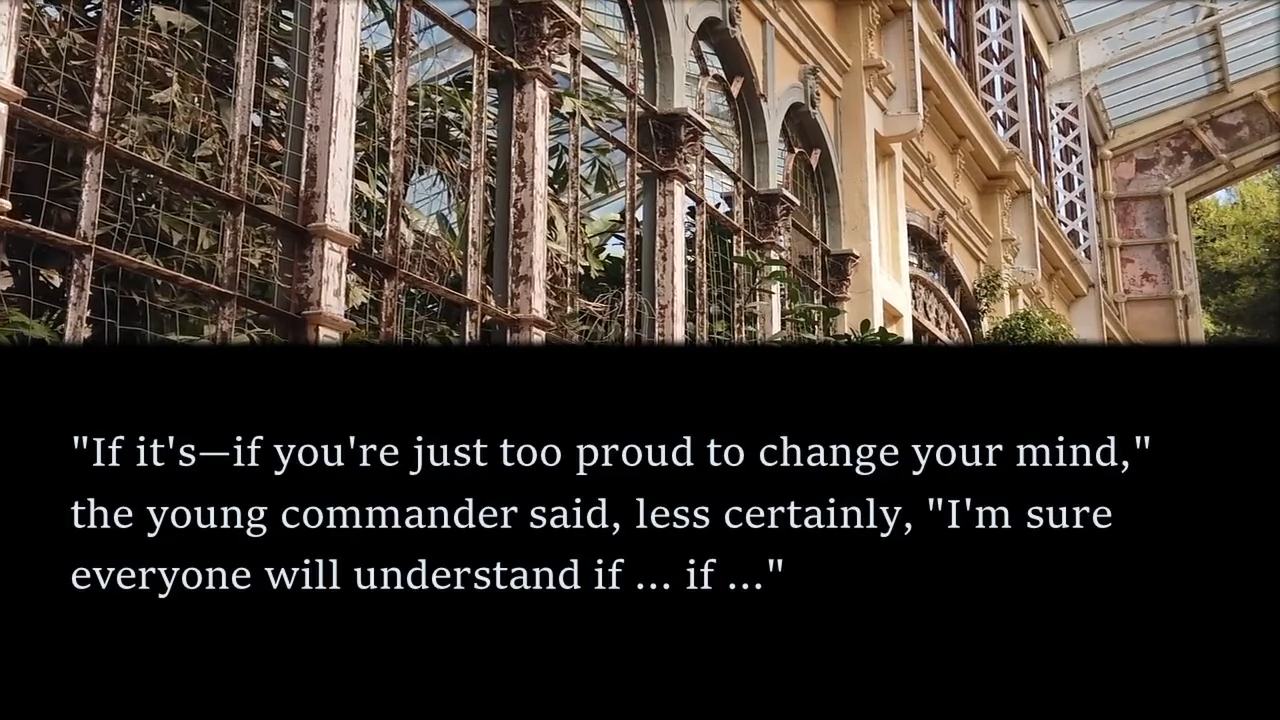 "If it's—if you're just too proud to change your mind,"
the young commander said, less certainly, "I'm sure
everyone will understand if ... if ..."